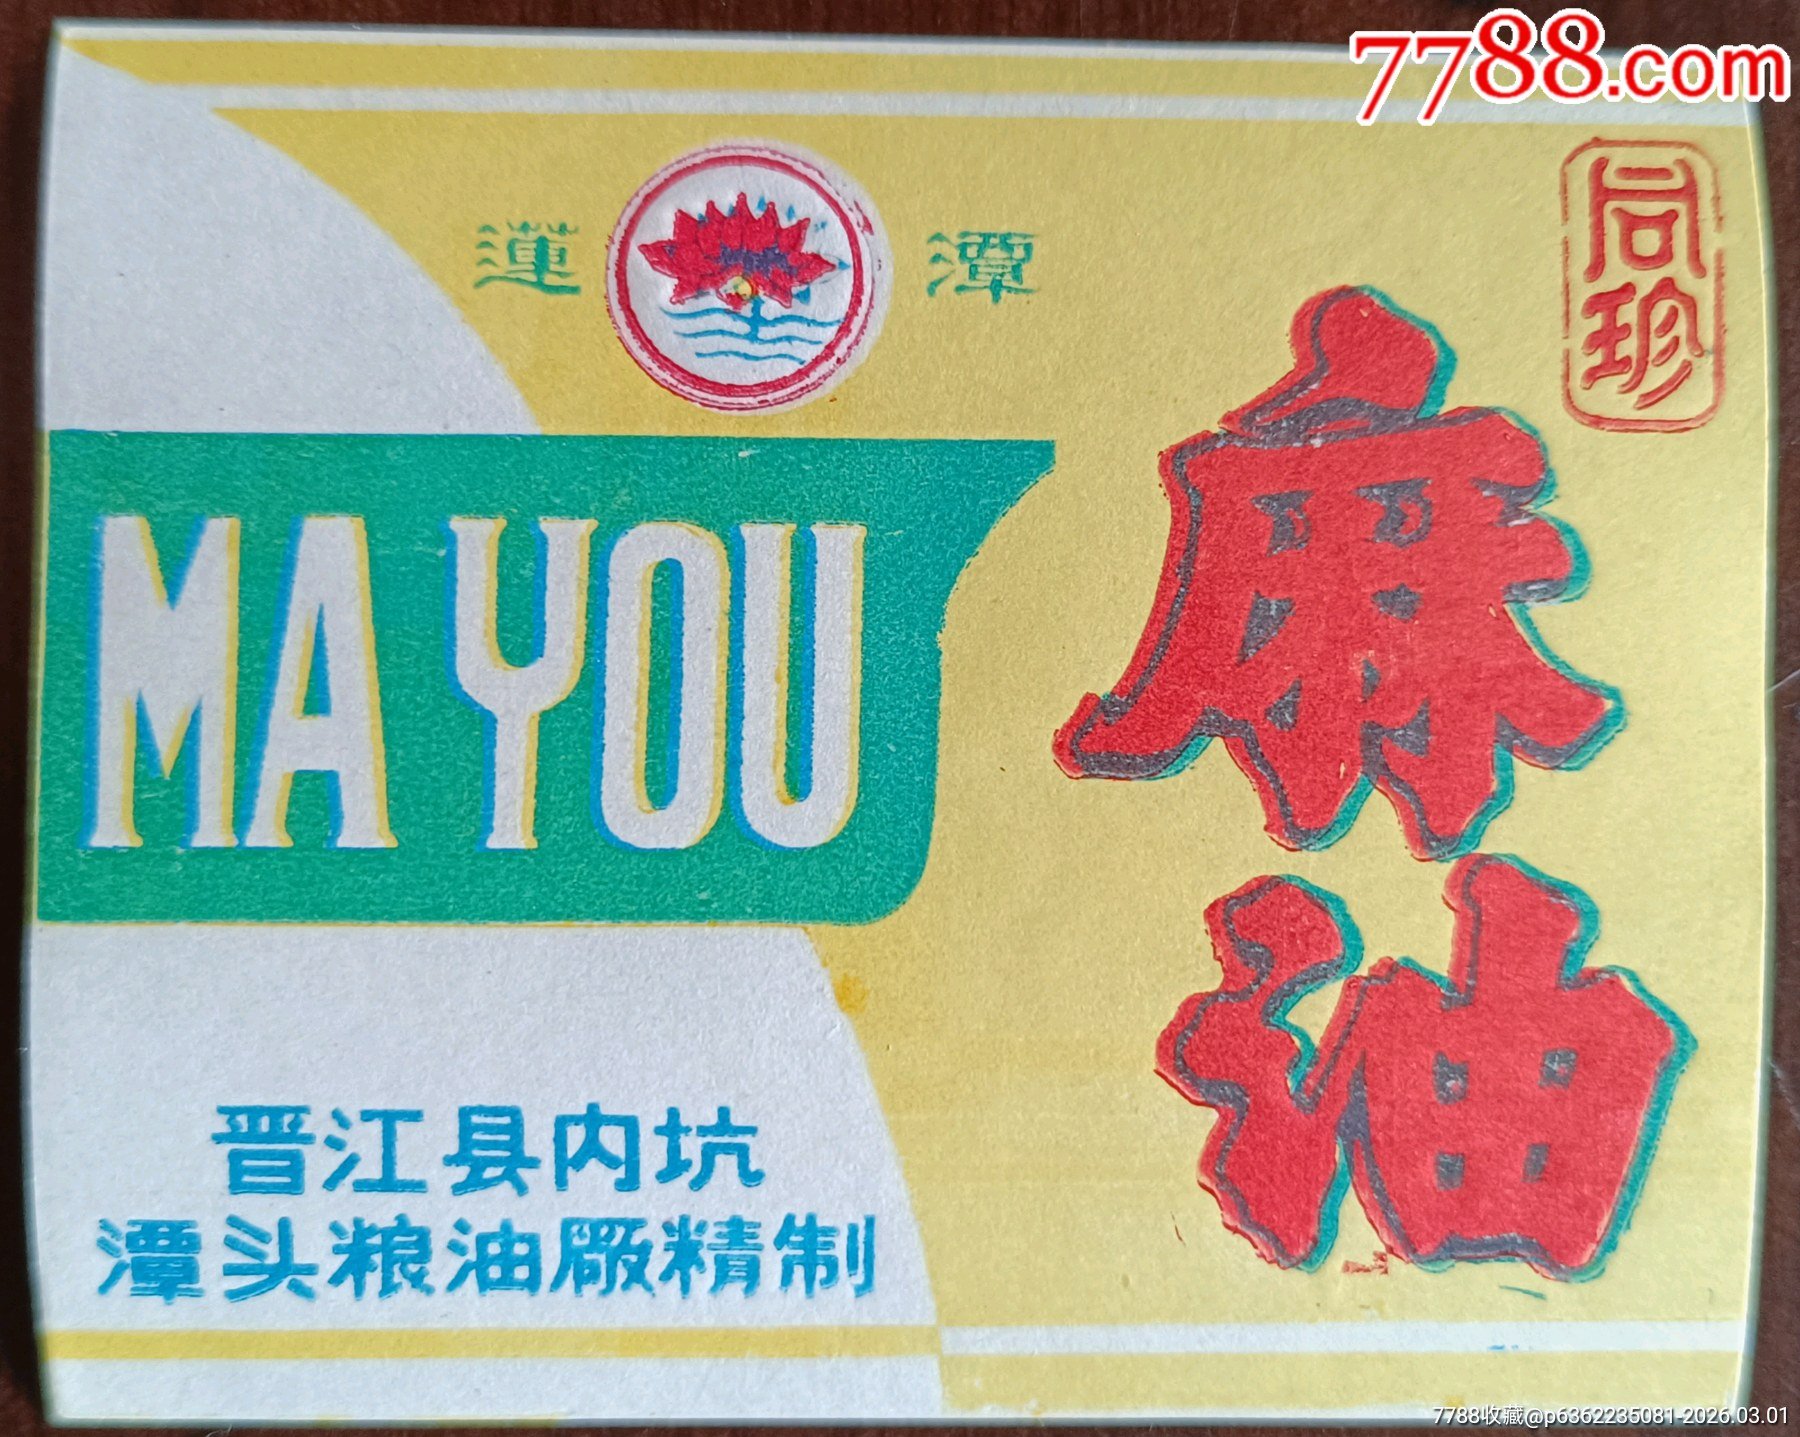 7788.com
同珍
蓮 潭
麻油
MA YOU
晋江县内坑
潭头粮油厰精制
7788收藏@p6362235081-2026.03.01